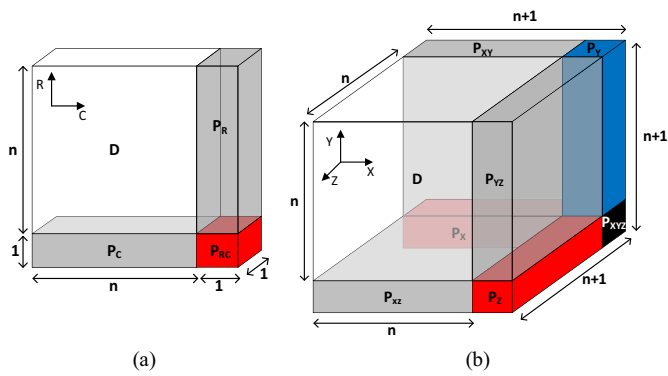 n+1
R
C
n
D
P_R
n
P_XY
P_Y
n+1
n
Y
X
Z
D
P_YZ
P_X
P_XYZ
1
P_C
P_RC
1
n
1
P_xz
P_Z
n+1
n
(a)
(b)